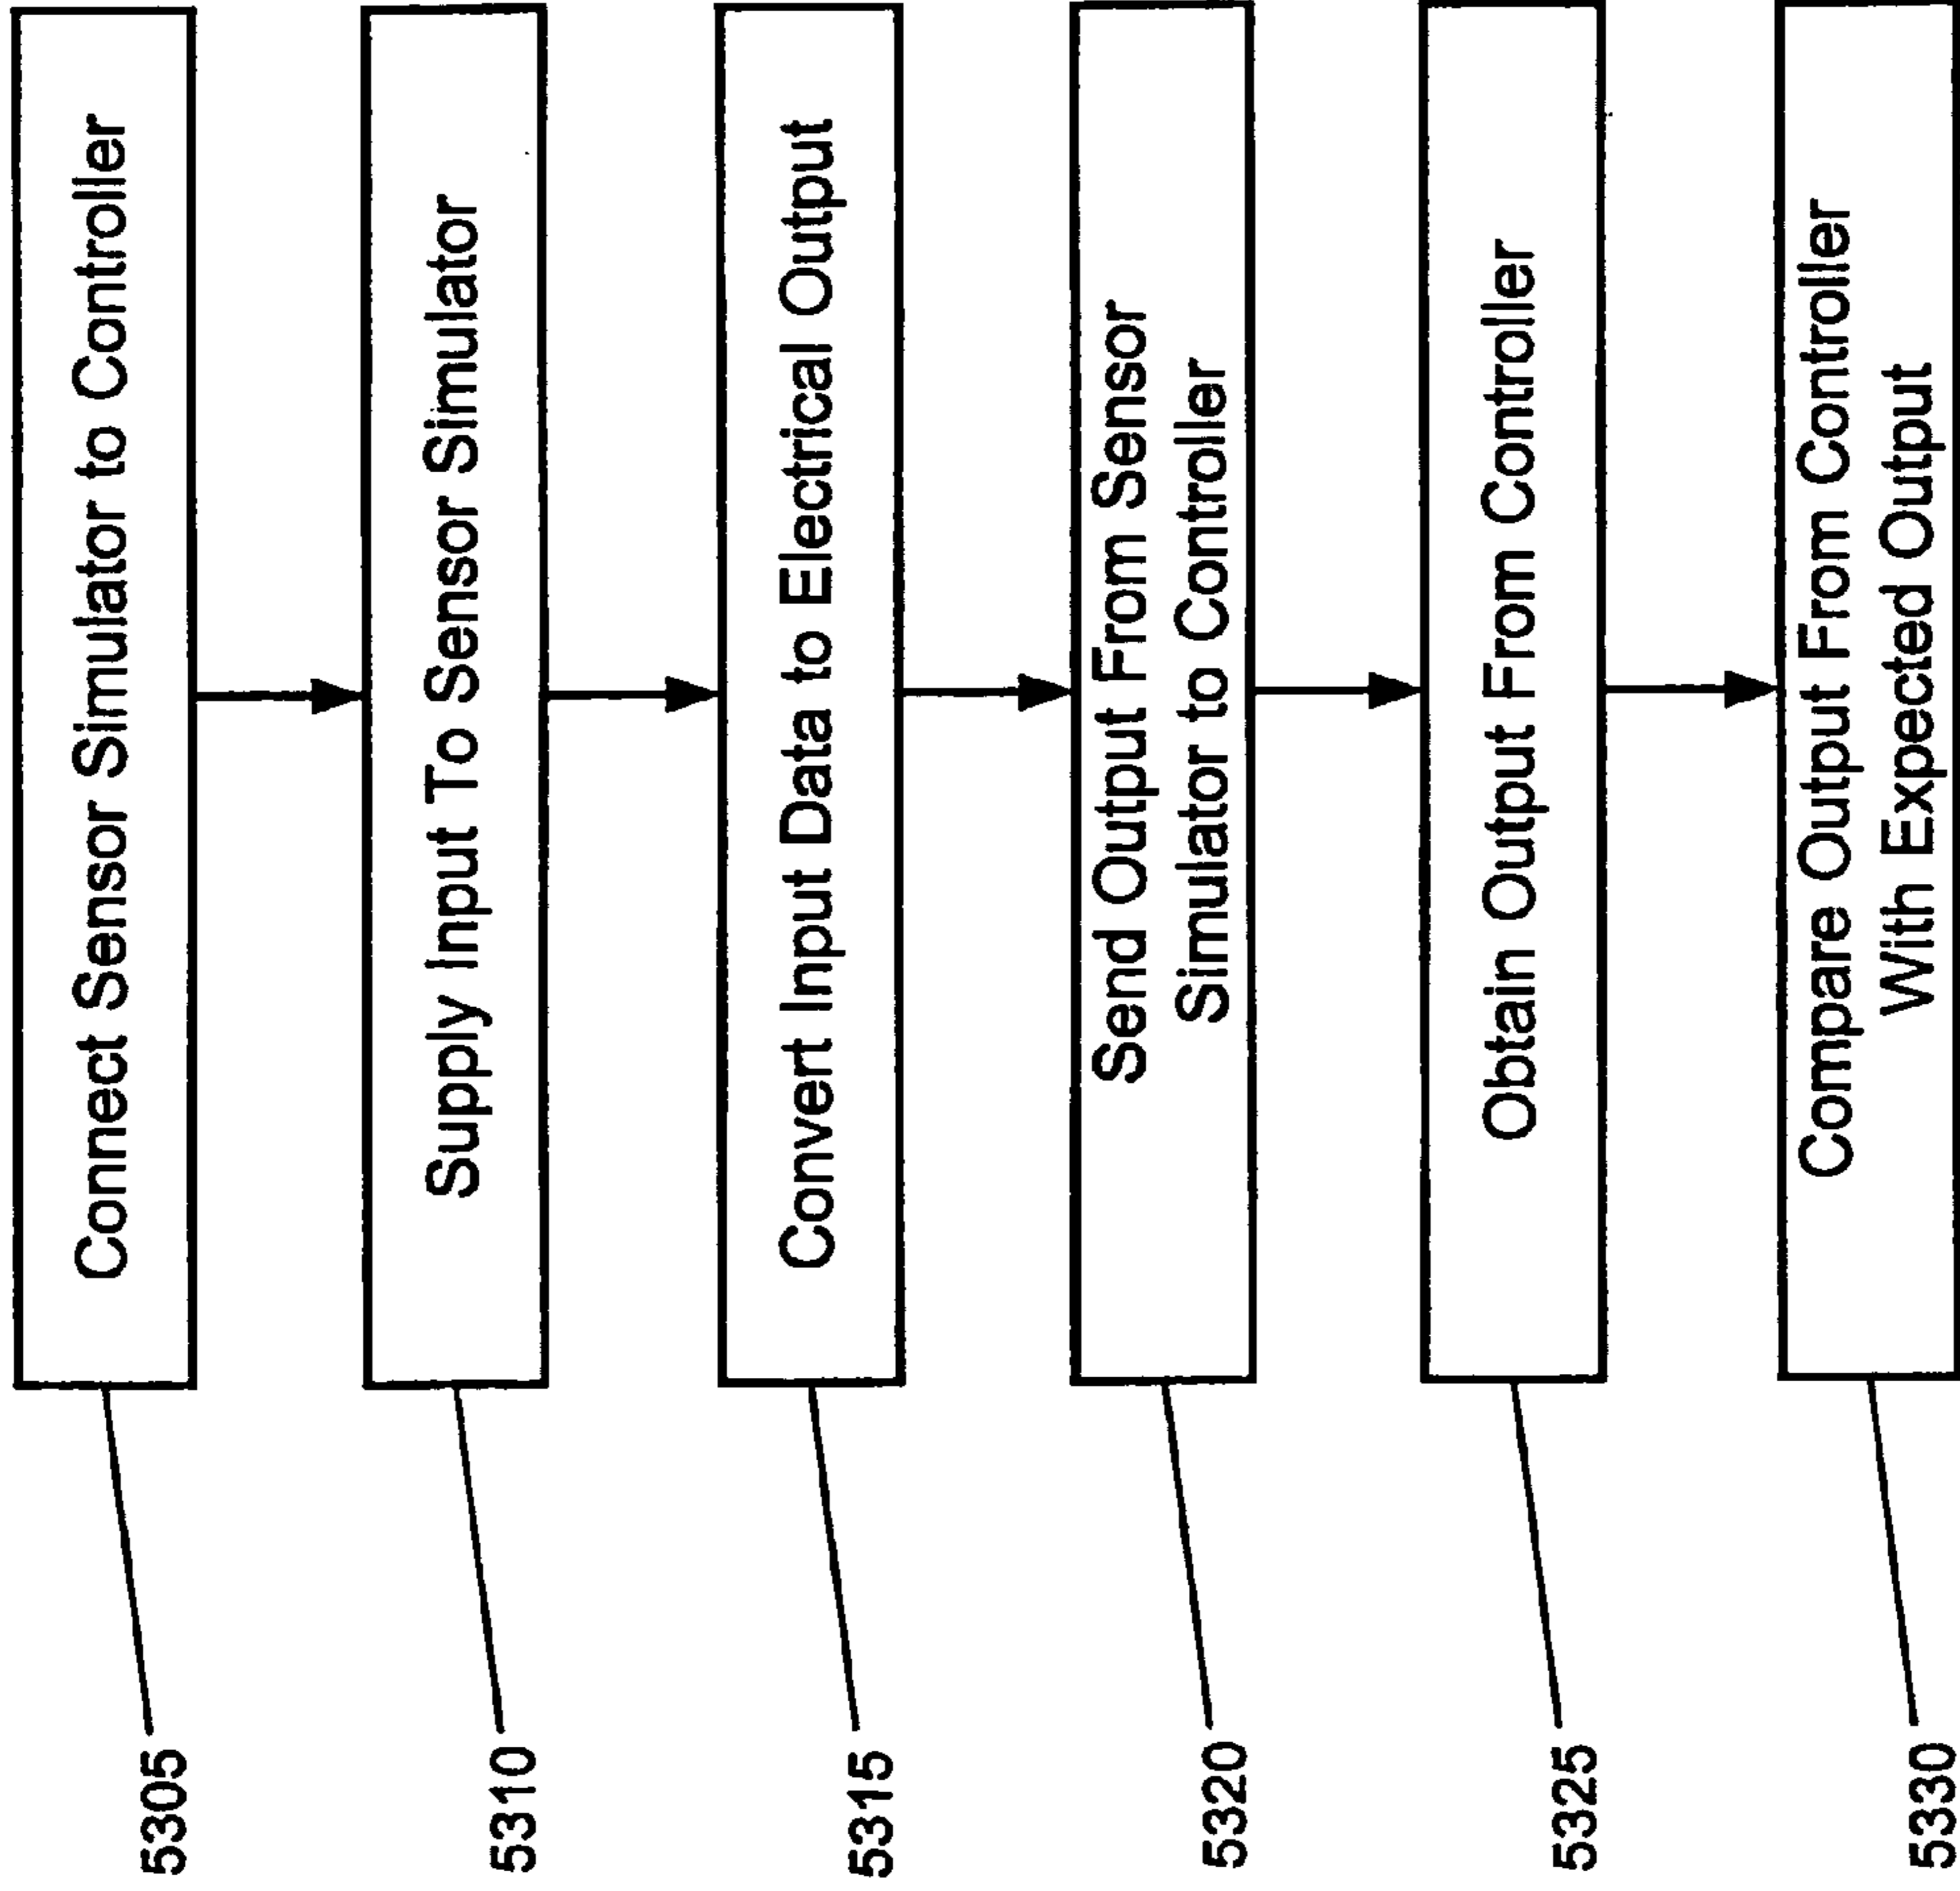 5305
Connect Sensor Simulator to Controller
5310
Supply Input To Sensor Simulator
5315
Convert Input Data to Electrical Output
5320
Send Output From Sensor
Simulator to Controller
5325
Obtain Output From Controller
5330
Compare Output From Controller
With Expected Output